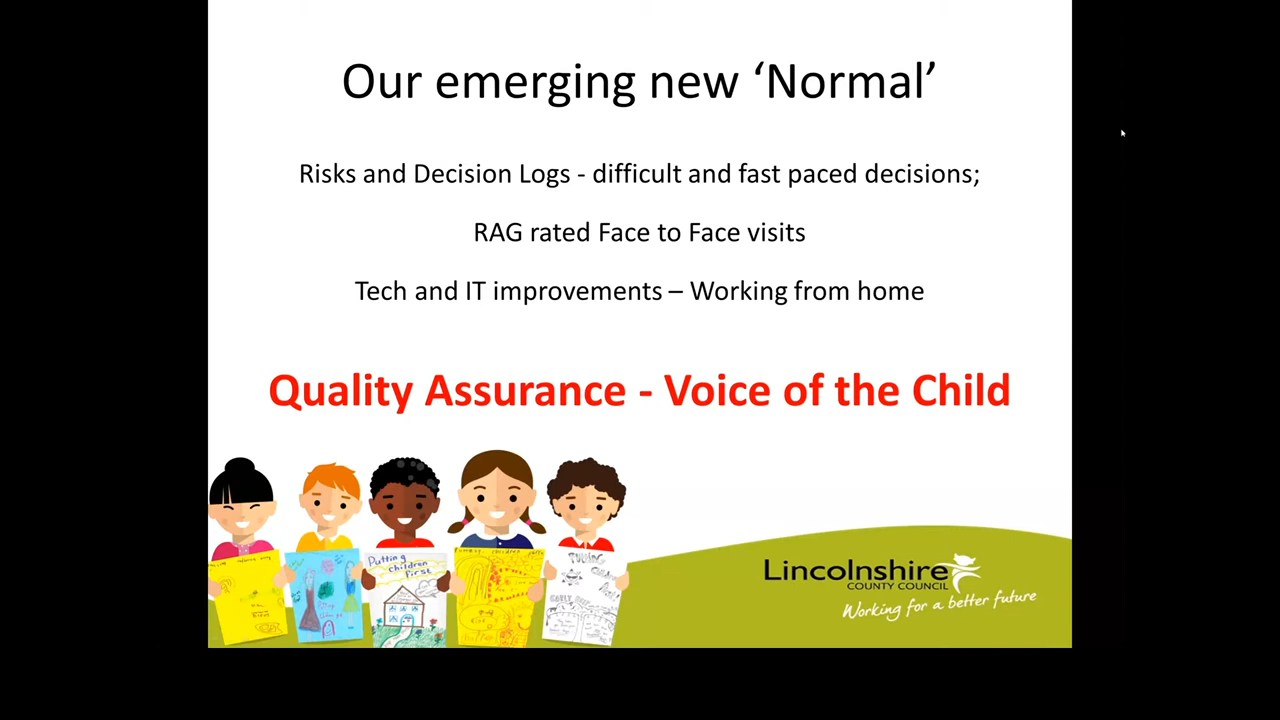 Our emerging new ‘Normal’
Risks and Decision Logs - difficult and fast paced decisions;
RAG rated Face to Face visits
Tech and IT improvements – Working from home
Quality Assurance - Voice of the Child
Putting
children
first
Lincolnshire
COUNTY COUNCIL
Working for a better future